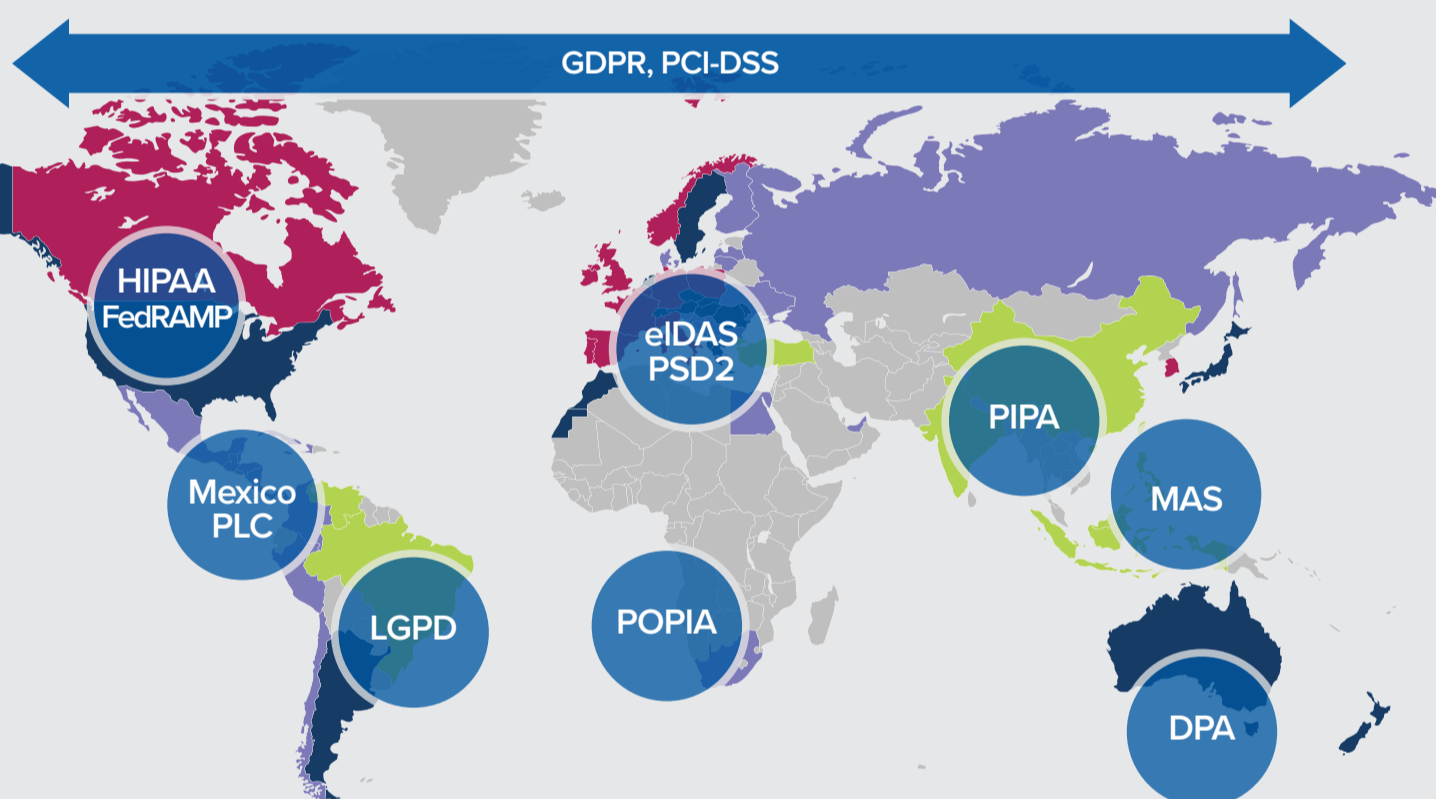 GDPR, PCI-DSS
HIPAA
FedRAMP
eIDAS
PSD2
PIPA
Mexico
PLC
MAS
LGPD
POPIA
DPA